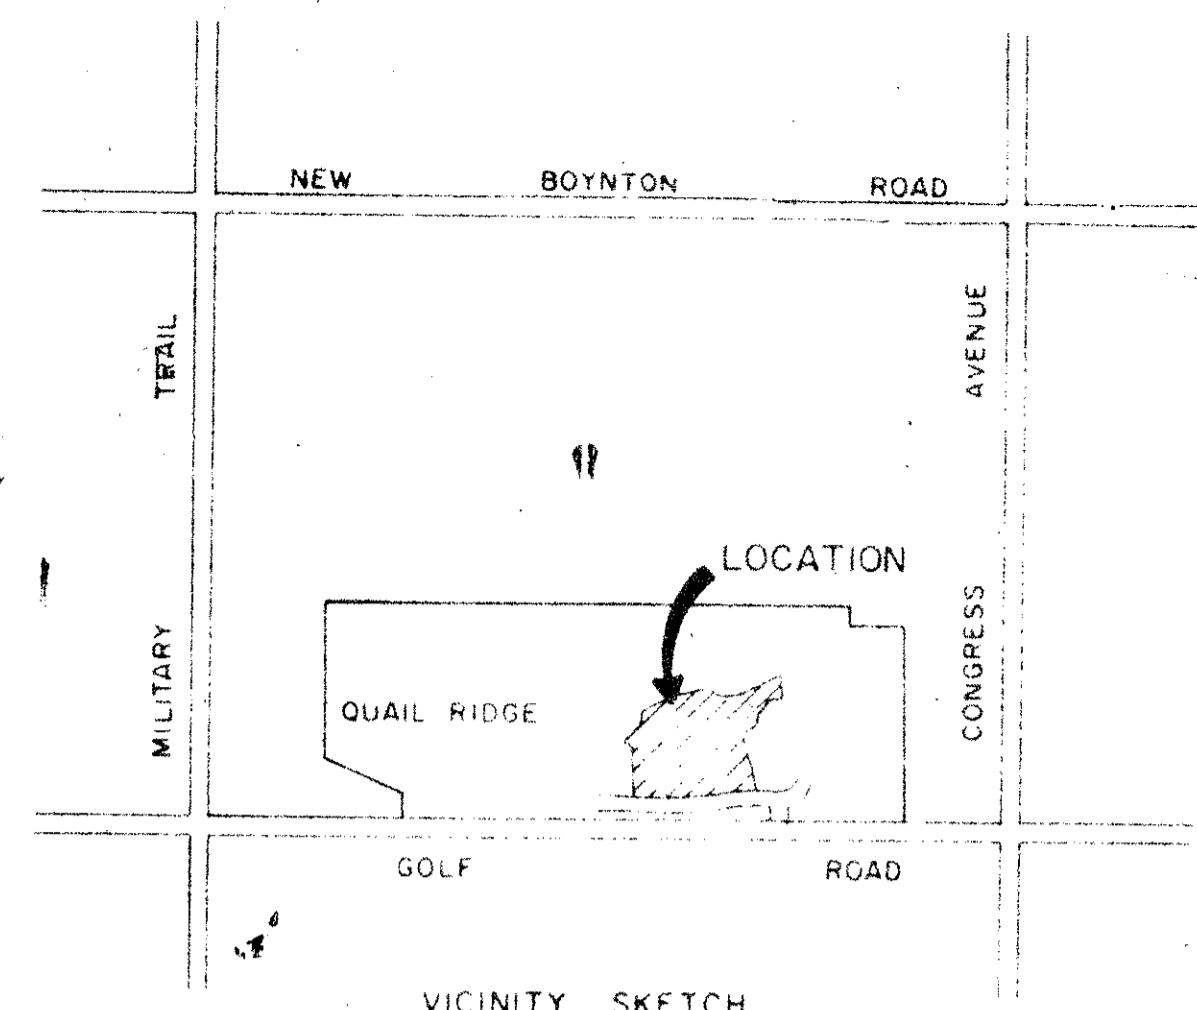 NEW BOYNTON ROAD
MILITARY TRAIL
CONGRESS AVENUE
LOCATION
QUAIL RIDGE
GOLF ROAD
VICINITY SKETCH